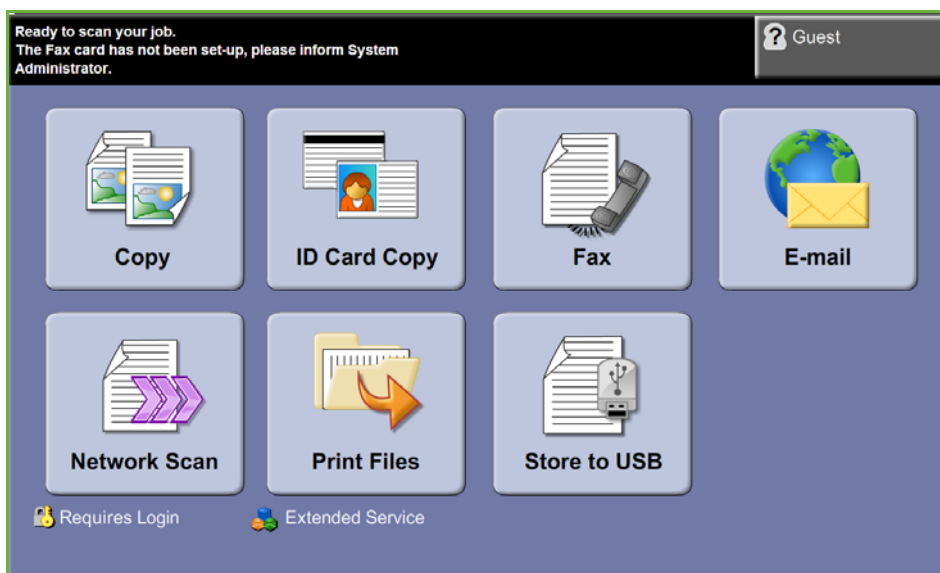 Ready to scan your job.
The Fax card has not been set-up, please inform System
Administrator.
Guest
Copy
ID Card Copy
Fax
E-mail
Network Scan
Print Files
Store to USB
Requires Login
Extended Service